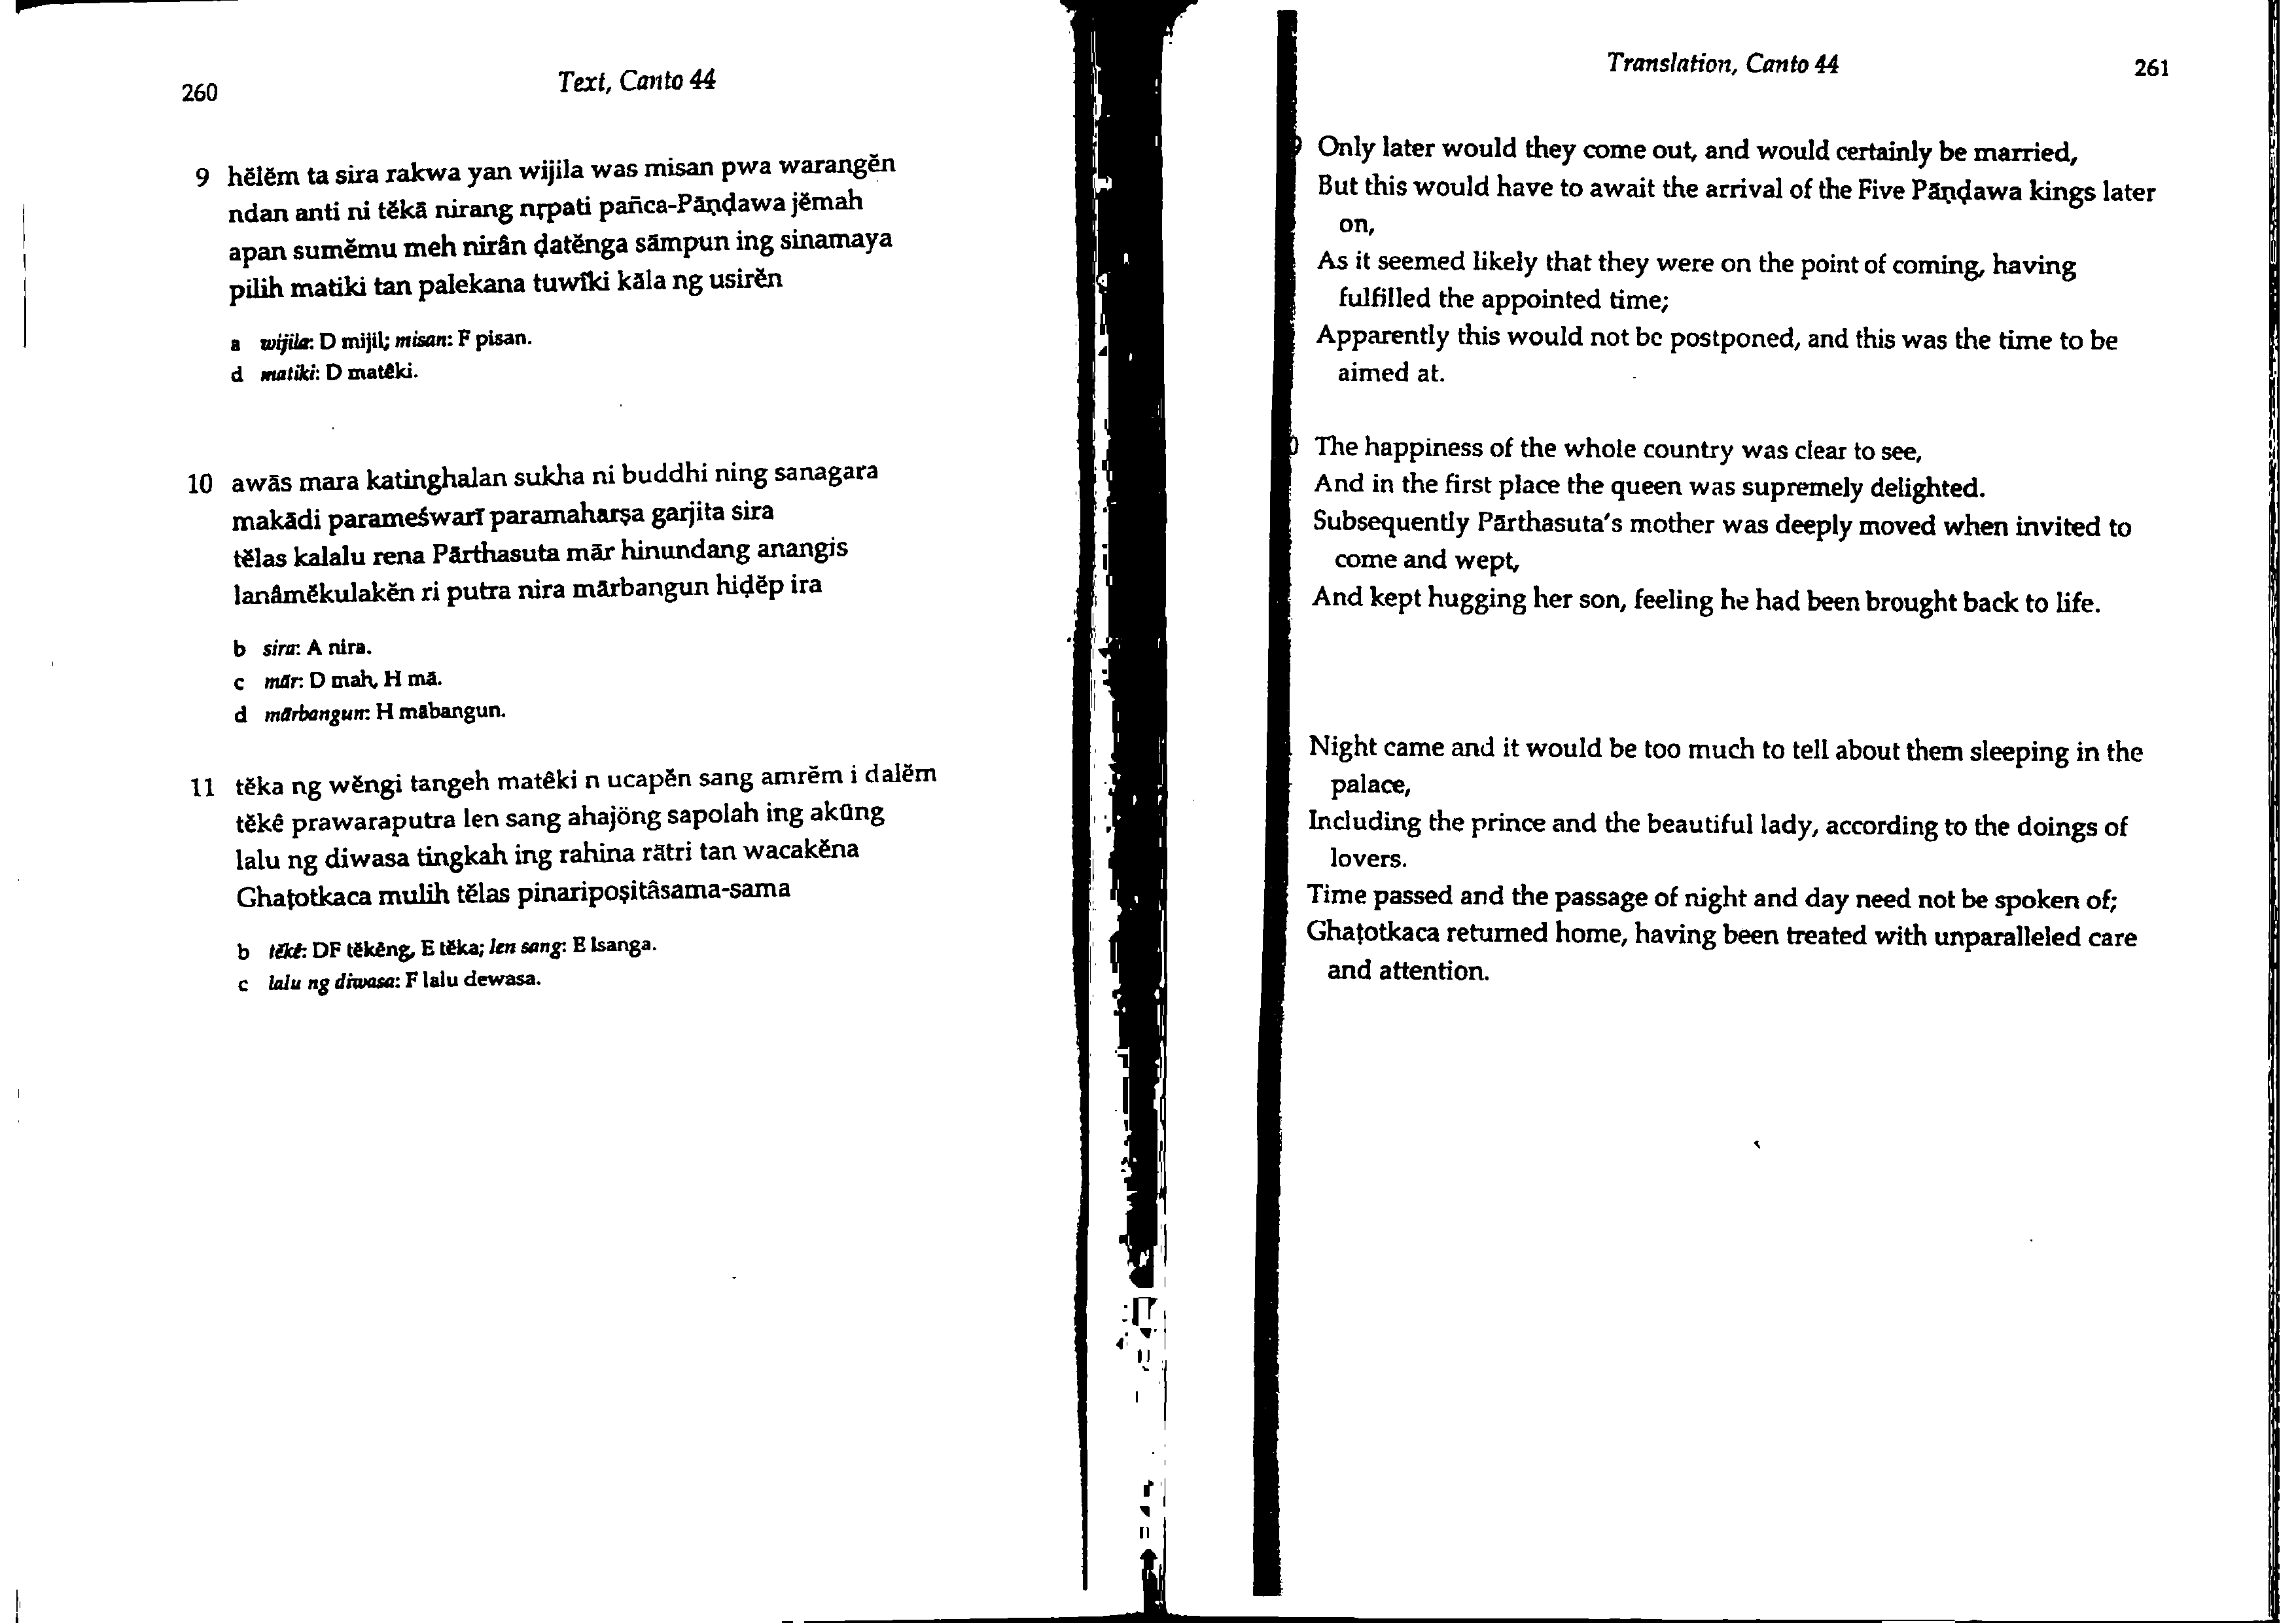 260
Text, Canto 44
9 hĕlĕm ta sira rakwa yan wijila was misan pwa warangĕn
ndan anti ni tĕkā nirang nṛpati pañca-Pāṇḍawa jĕmah
apan sumĕmu meh nirân ḍatĕnga sāmpun ing sinamaya
pilih matiki tan palekana tuwīki kāla ng usirĕn
a wijila: D mijil; misan: F pisan.
d matiki: D matêki.
10 awās mara katinghalan sukha ni buddhi ning sanagara
makādi parameśwarī paramaharṣa garjita sira
tĕlas kalalu rena Pārthasuta mār hinundang anangis
lanâmĕkulakĕn ri putra nira mārbangun hiḍĕp ira
b sira: A nira.
c mār: D mah, H mā.
d mārbangun: H mābangun.
11 tĕka ng wĕngi tangeh matêki n ucapĕn sang amrĕm i dalĕm
tĕkê prawaraputra len sang ahajöng sapolah ing akūng
lalu ng diwasa tingkah ing rahina rātri tan wacakĕna
Ghaṭotkaca mulih tĕlas pinaripoṣitâsama-sama
b tĕkê: DF tĕkêng, E tĕka; len sang: E lsanga.
c lalu ng diwasa: F lalu dewasa.
Translation, Canto 44
261
Only later would they come out, and would certainly be married,
But this would have to await the arrival of the Five Pāṇḍawa kings later
on,
As it seemed likely that they were on the point of coming, having
fulfilled the appointed time;
Apparently this would not be postponed, and this was the time to be
aimed at.
The happiness of the whole country was clear to see,
And in the first place the queen was supremely delighted.
Subsequently Pārthasuta's mother was deeply moved when invited to
come and wept,
And kept hugging her son, feeling he had been brought back to life.
Night came and it would be too much to tell about them sleeping in the
palace,
Including the prince and the beautiful lady, according to the doings of
lovers.
Time passed and the passage of night and day need not be spoken of;
Ghaṭotkaca returned home, having been treated with unparalleled care
and attention.